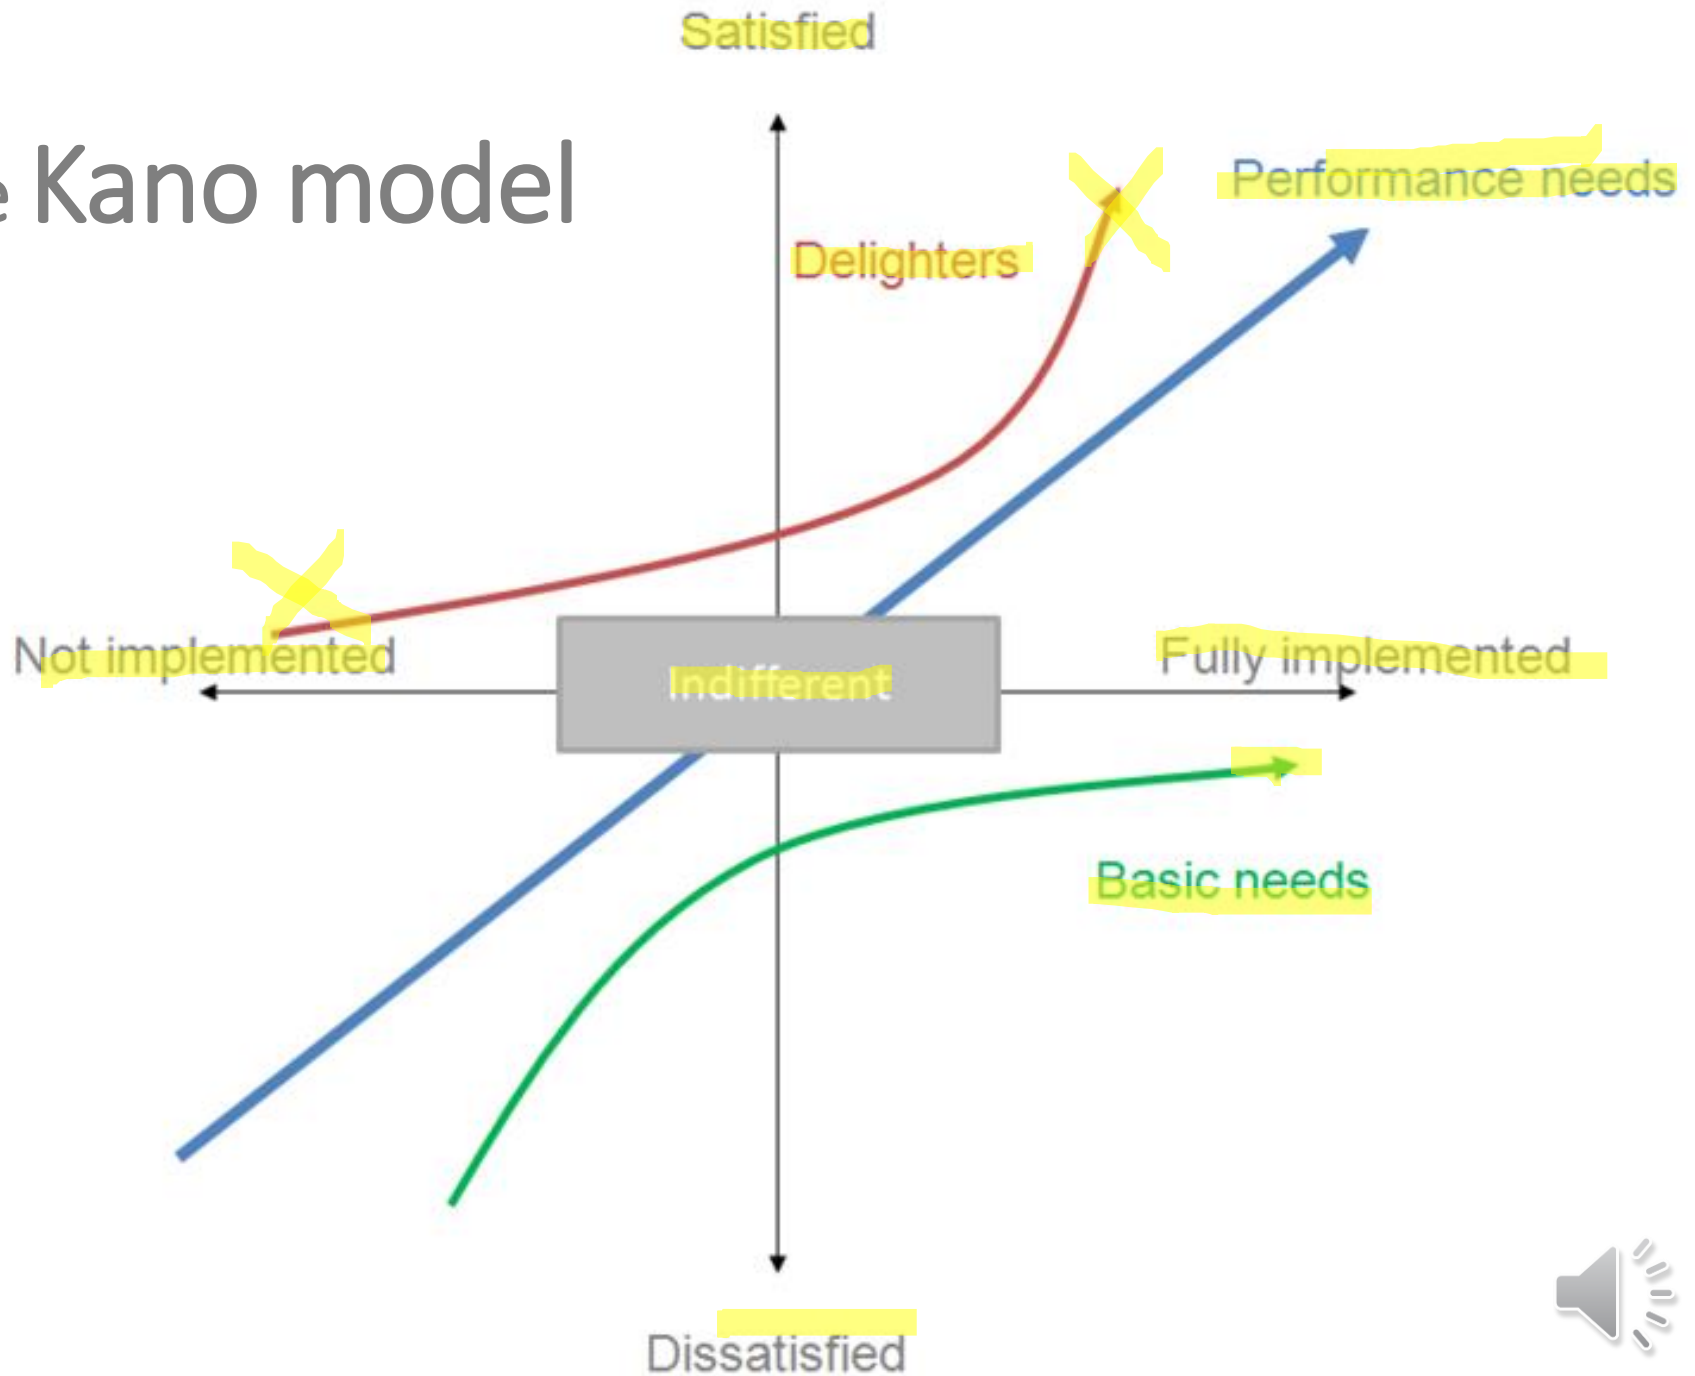 Satisfied
e Kano model
Performance needs
Delighters
Not implemented
Indifferent
Fully implemented
Basic needs
Dissatisfied